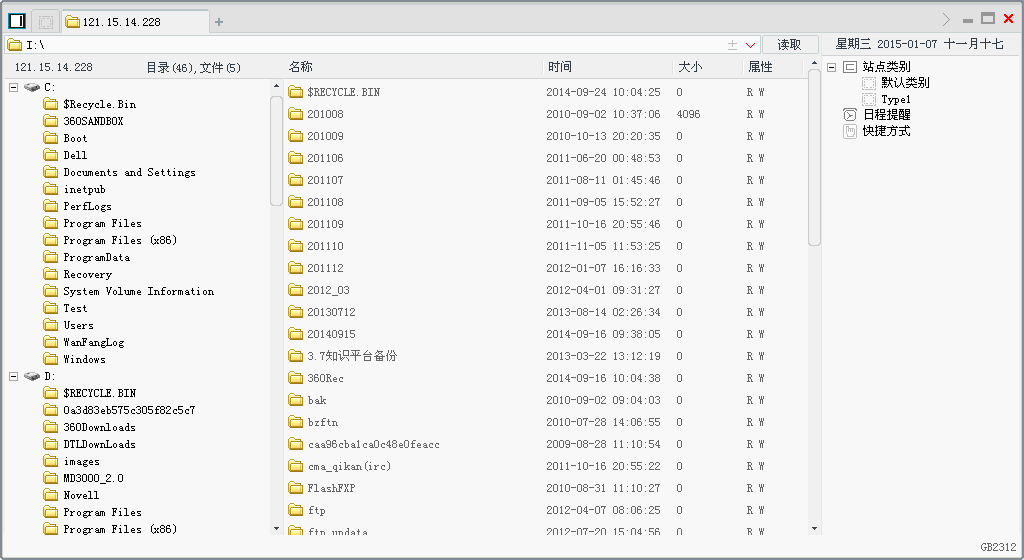 121.15.14.228 +
I:\ 读取 星期三 2015-01-07 十一月十七
121.15.14.228 目录(46),文件(5)
C:
$Recycle.Bin
360SANDBOX
Boot
Dell
Documents and Settings
inetpub
PerfLogs
Program Files
Program Files (x86)
ProgramData
Recovery
System Volume Information
Test
Users
WanFangLog
Windows
D:
$RECYCLE.BIN
0a3d83eb575c305f82c5c7
360Downloads
DTLDownLoads
images
MD3000_2.0
Novell
Program Files
Program Files (x86)
名称 时间 大小 属性
$RECYCLE.BIN 2014-09-24 10:04:25 0 R W
201008 2010-09-02 10:37:06 4096 R W
201009 2010-10-13 20:20:35 0 R W
201106 2011-06-20 00:48:53 0 R W
201107 2011-08-11 01:45:46 0 R W
201108 2011-09-05 15:52:27 0 R W
201109 2011-10-16 20:55:46 0 R W
201110 2011-11-05 11:53:25 0 R W
201112 2012-01-07 16:16:33 0 R W
2012_03 2012-04-01 09:31:27 0 R W
20130712 2013-08-14 02:26:34 0 R W
20140915 2014-09-16 09:38:05 0 R W
3.7知识平台备份 2013-03-22 13:12:19 0 R W
360Rec 2014-09-16 10:04:38 0 R W
bak 2010-09-02 09:04:03 0 R W
bzftn 2010-07-28 14:06:55 0 R W
caa96cba1ca0c48e0feacc 2009-08-28 11:10:54 0 R W
cma_qikan(irc) 2011-10-16 20:55:22 0 R W
FlashFXP 2010-08-31 11:10:27 0 R W
ftp 2012-04-07 08:06:25 0 R W
ftp_updata 2012-07-20 15:04:56 0 R W
站点类别
默认类别
Type1
日程提醒
快捷方式
GB2312